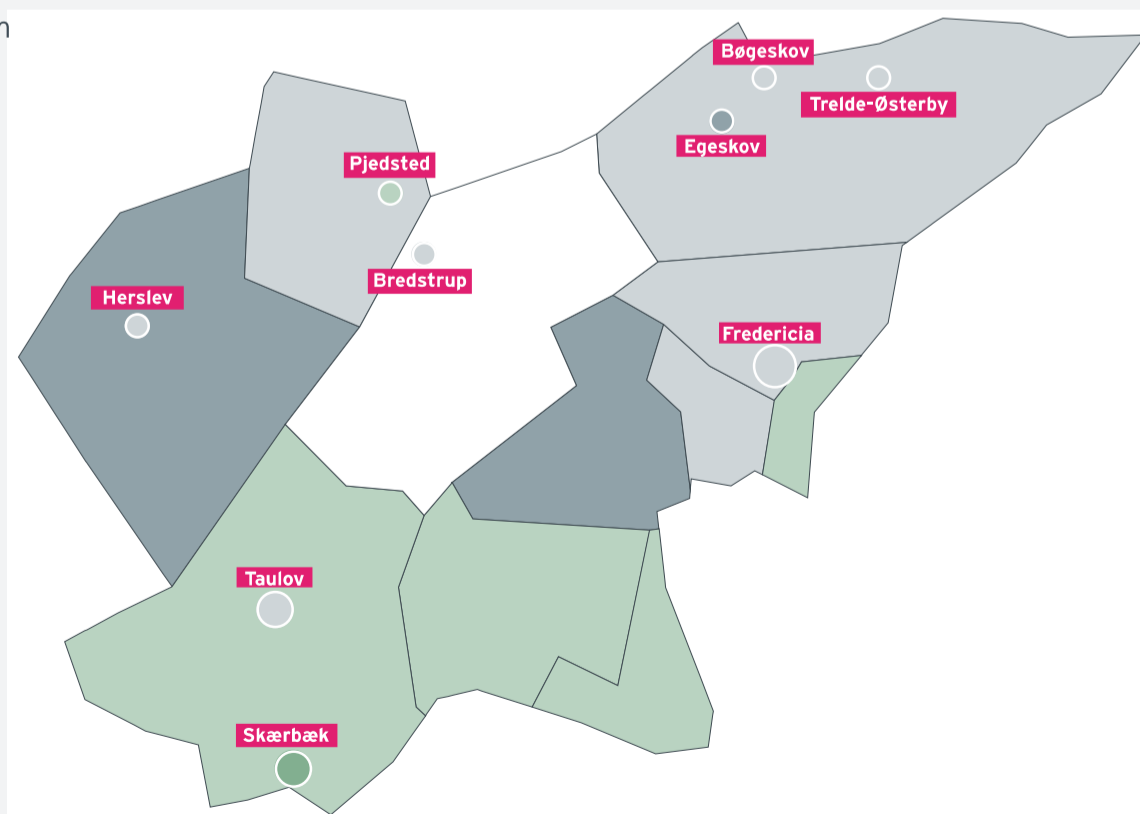 Bøgeskov
Trelde-Østerby
Egeskov
Pjedsted
Bredstrup
Herslev
Fredericia
Taulov
Skærbæk